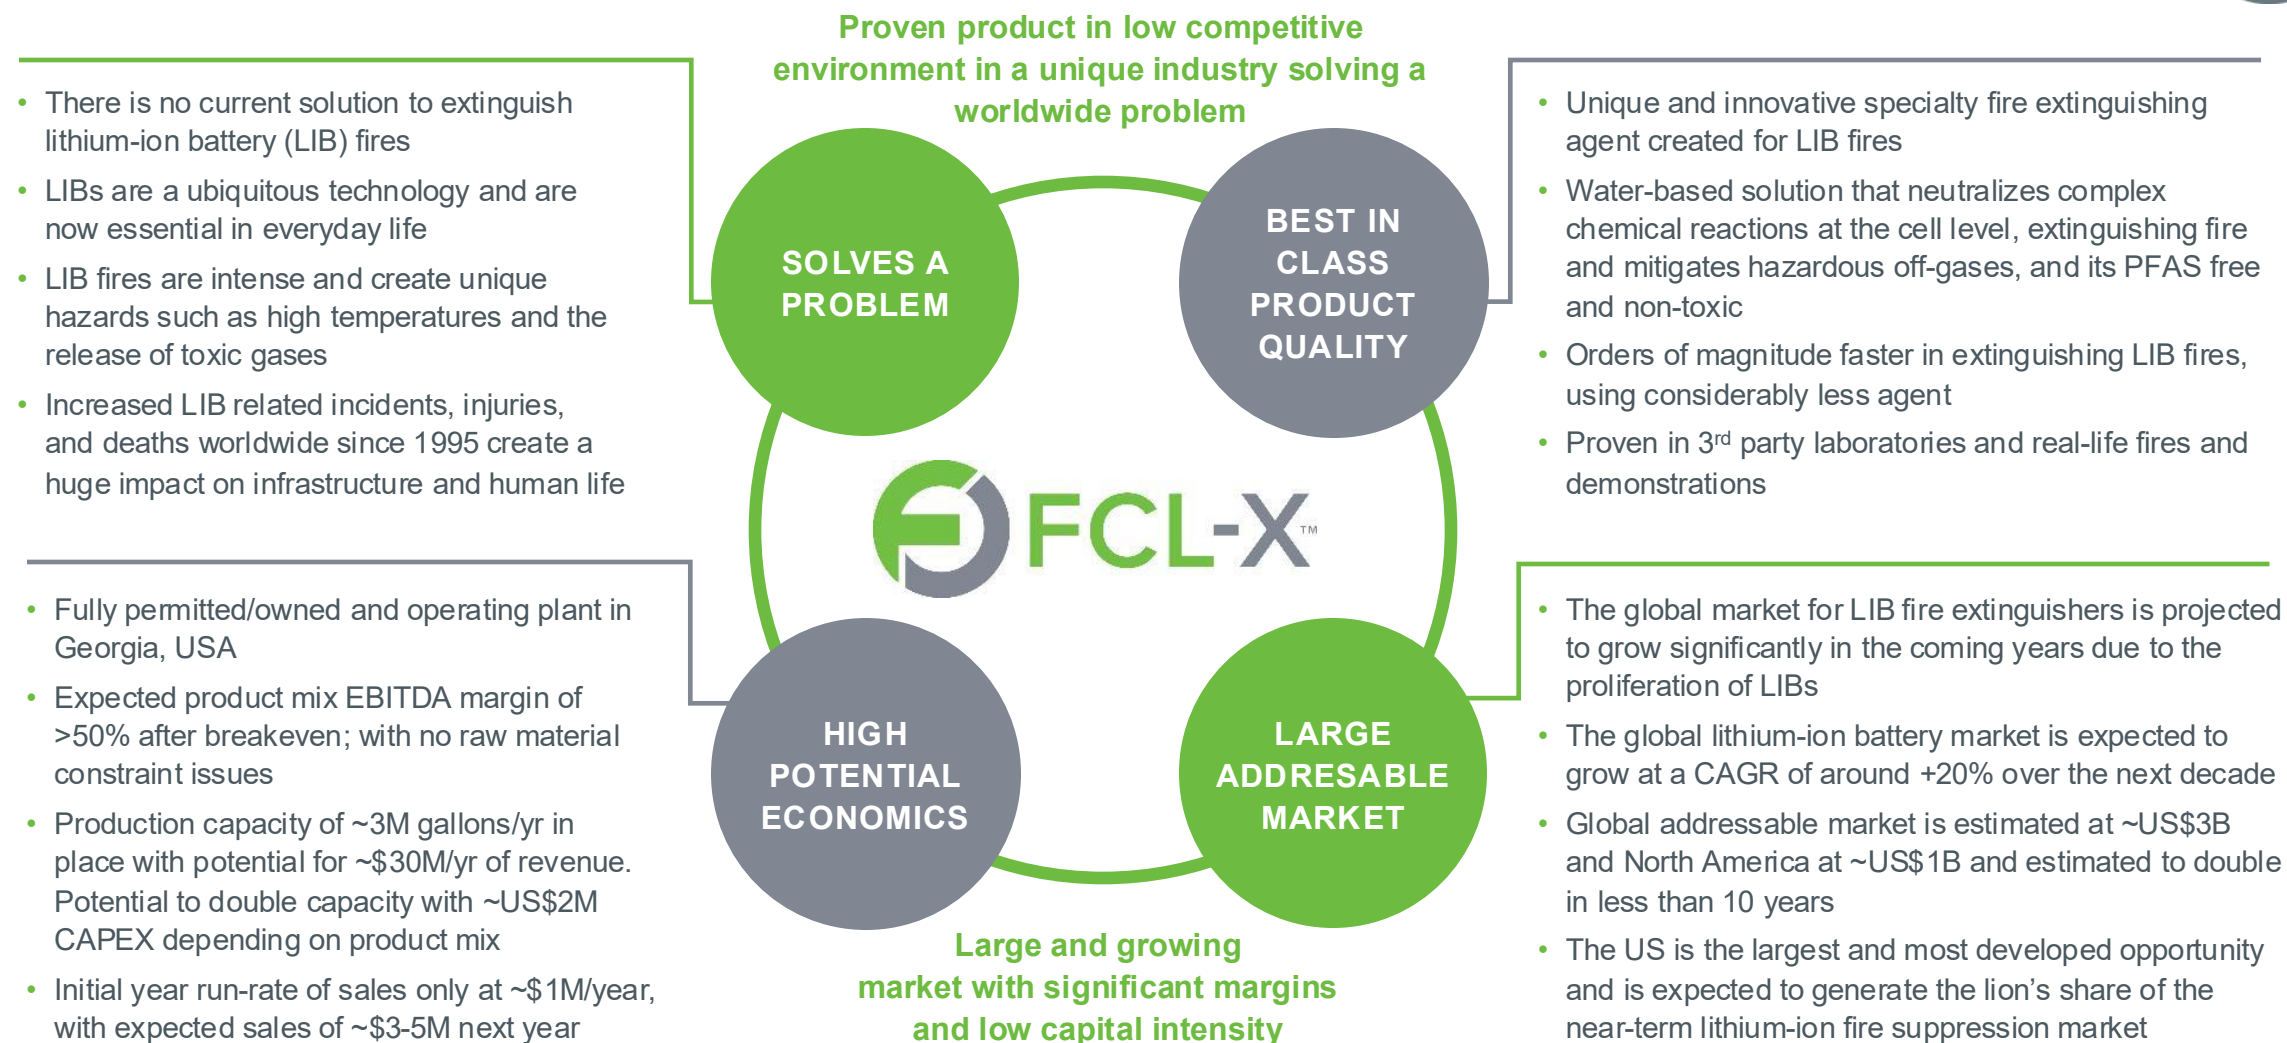 Proven product in low competitive
environment in a unique industry solving a
worldwide problem
• There is no current solution to extinguish
lithium-ion battery (LIB) fires
• LIBs are a ubiquitous technology and are
now essential in everyday life
• LIB fires are intense and create unique
hazards such as high temperatures and the
release of toxic gases
• Increased LIB related incidents, injuries,
and deaths worldwide since 1995 create a
huge impact on infrastructure and human life
SOLVES A
PROBLEM
BEST IN
CLASS
PRODUCT
QUALITY
• Unique and innovative specialty fire extinguishing
agent created for LIB fires
• Water-based solution that neutralizes complex
chemical reactions at the cell level, extinguishing fire
and mitigates hazardous off-gases, and its PFAS free
and non-toxic
• Orders of magnitude faster in extinguishing LIB fires,
using considerably less agent
• Proven in 3rd party laboratories and real-life fires and
demonstrations
FCL-X™
• Fully permitted/owned and operating plant in
Georgia, USA
• Expected product mix EBITDA margin of
>50% after breakeven; with no raw material
constraint issues
• Production capacity of ~3M gallons/yr in
place with potential for ~$30M/yr of revenue.
Potential to double capacity with ~US$2M
CAPEX depending on product mix
• Initial year run-rate of sales only at ~$1M/year,
with expected sales of ~$3-5M next year
HIGH
POTENTIAL
ECONOMICS
LARGE
ADDRESABLE
MARKET
• The global market for LIB fire extinguishers is projected
to grow significantly in the coming years due to the
proliferation of LIBs
• The global lithium-ion battery market is expected to
grow at a CAGR of around +20% over the next decade
• Global addressable market is estimated at ~US$3B
and North America at ~US$1B and estimated to double
in less than 10 years
• The US is the largest and most developed opportunity
and is expected to generate the lion’s share of the
near-term lithium-ion fire suppression market
Large and growing
market with significant margins
and low capital intensity